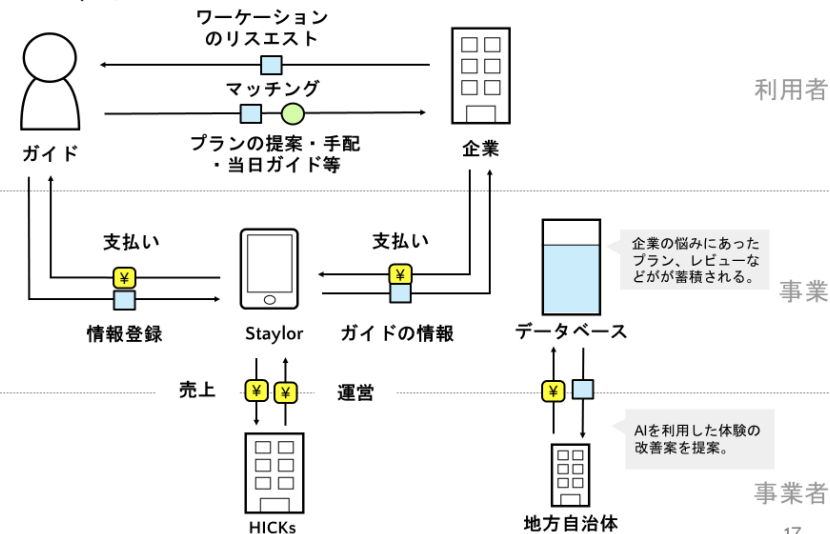 ワーケーション
のリスエスト
マッチング
プランの提案・手配
・当日ガイド等
ガイド
企業
利用者
支払い
支払い
¥
¥
情報登録
Staylor
ガイドの情報
データベース
企業の悩みにあった
プラン、レビューな
どがが蓄積される。
事業
売上
¥
¥
運営
¥
AIを利用した体験の
改善案を提案。
HICKs
地方自治体
事業者
17